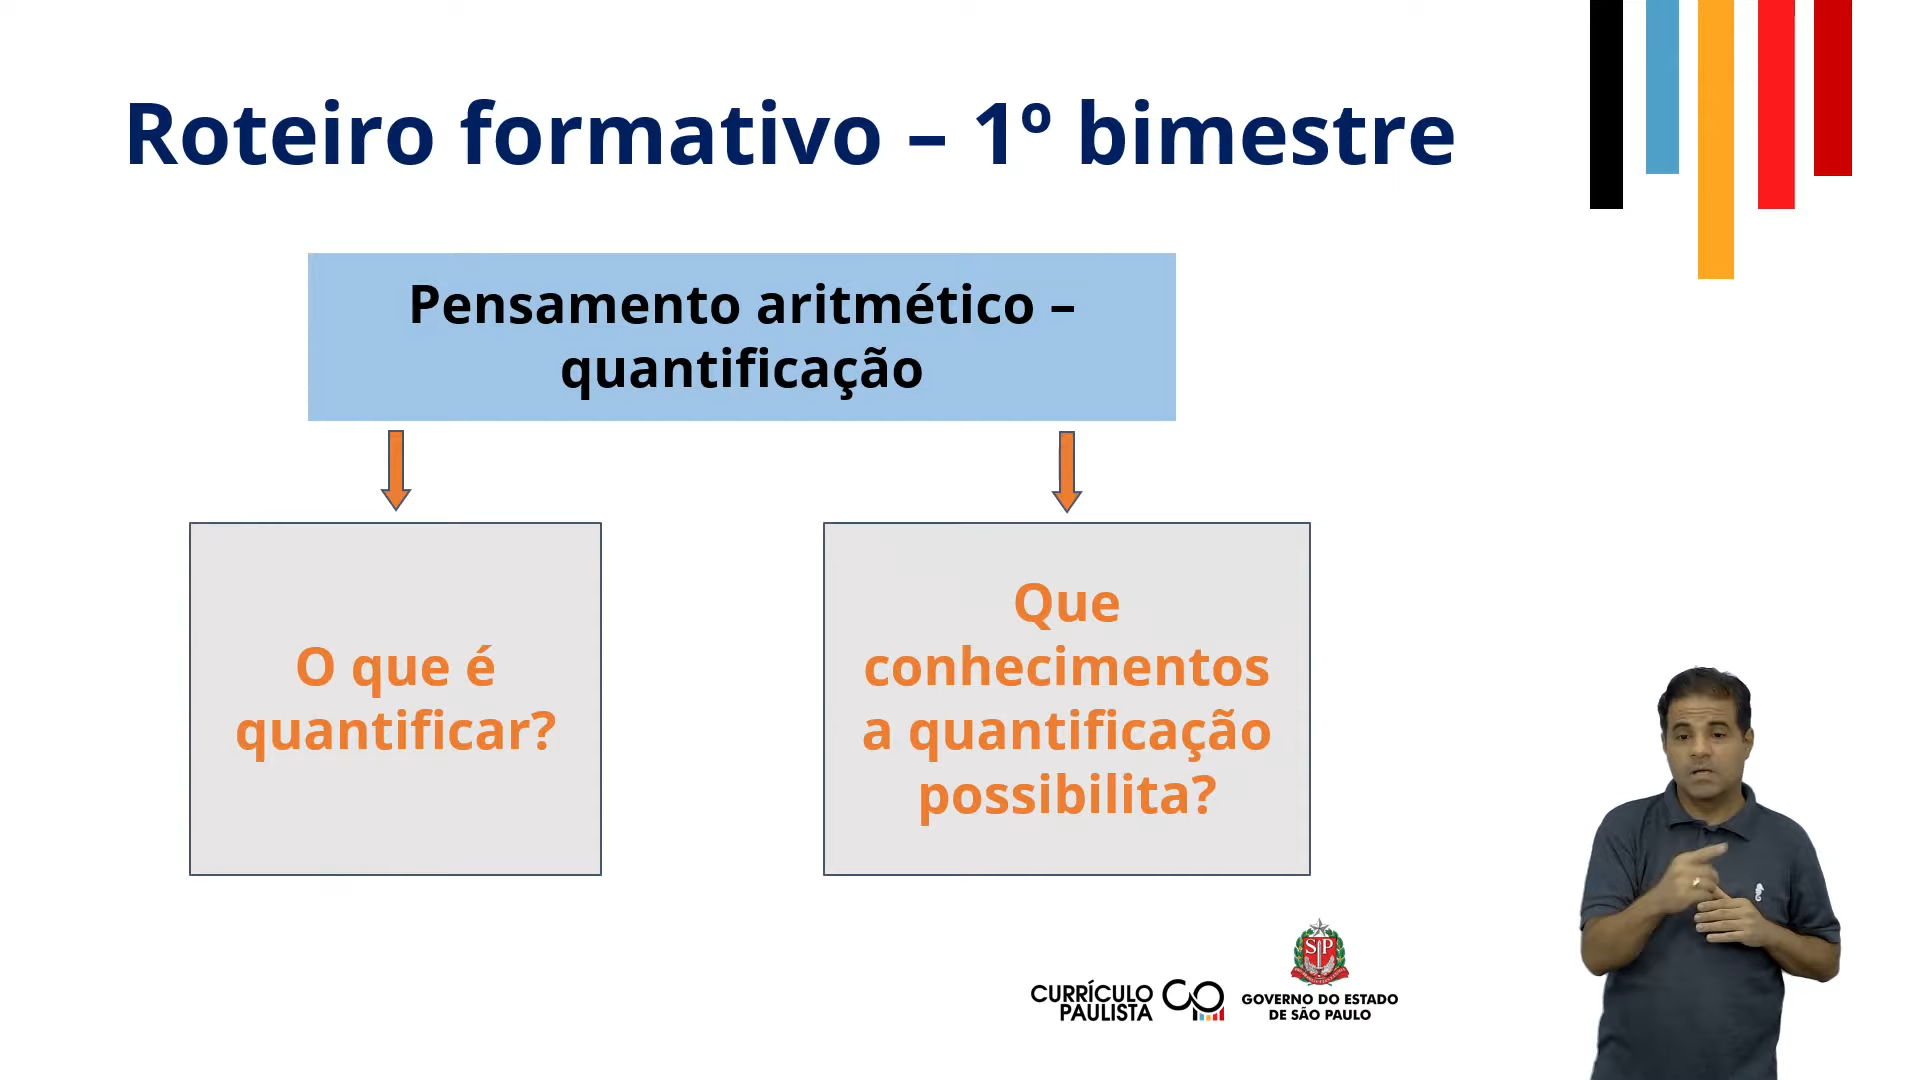 Roteiro formativo – 1º bimestre
Pensamento aritmético –
quantificação
O que é
quantificar?
Que
conhecimentos
a quantificação
possibilita?
CURRÍCULO
PAULISTA
SP
GOVERNO DO ESTADO
DE SÃO PAULO